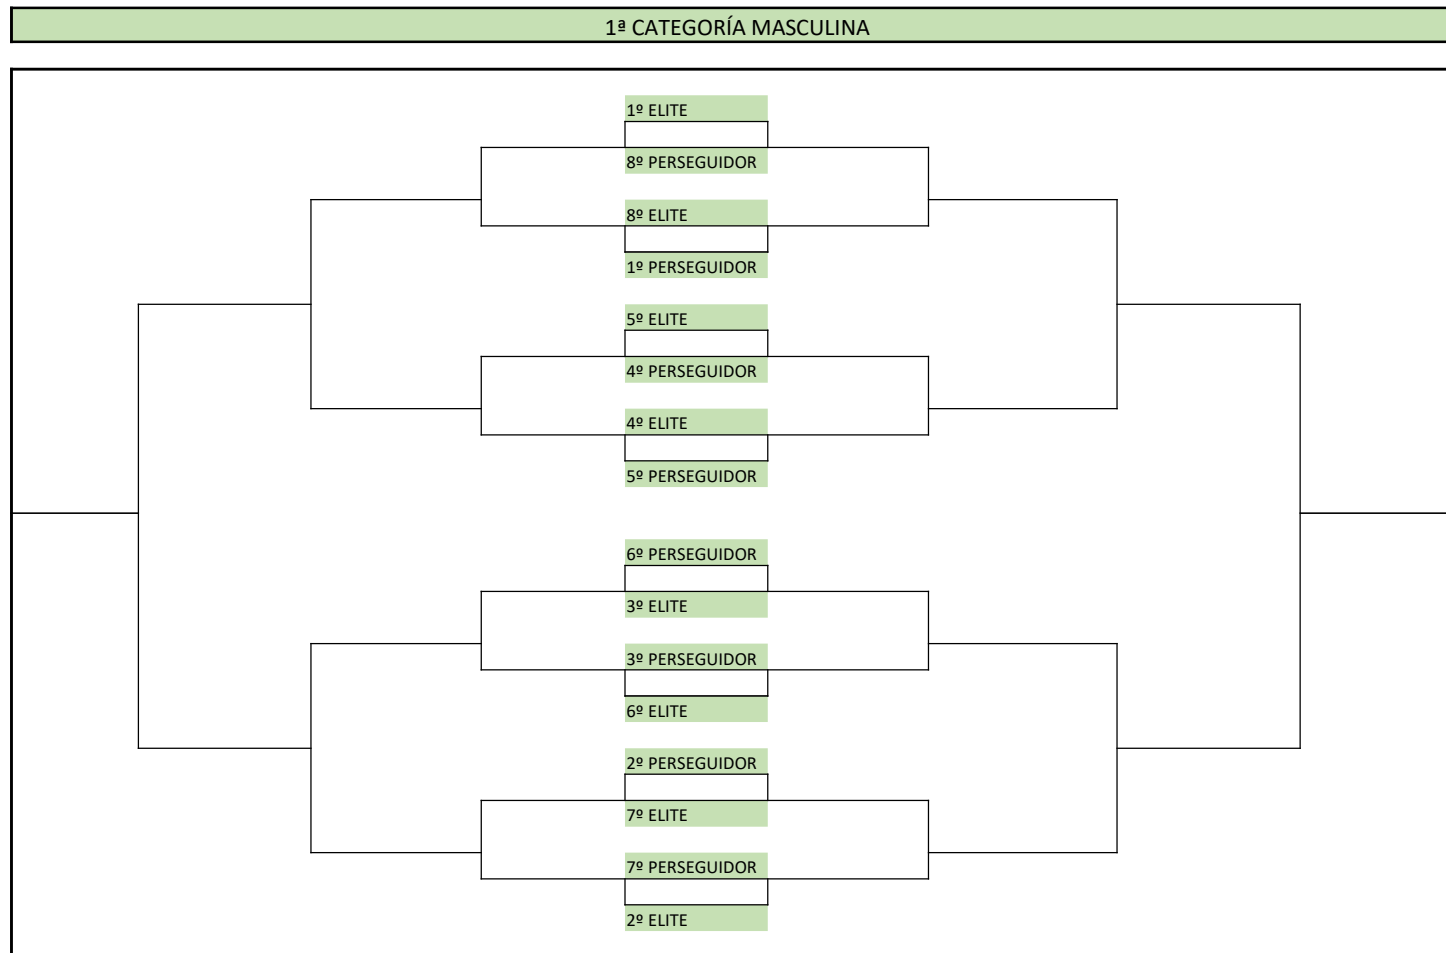 1ª CATEGORÍA MASCULINA
1º ELITE
8º PERSEGUIDOR
8º ELITE
1º PERSEGUIDOR
5º ELITE
4º PERSEGUIDOR
4º ELITE
5º PERSEGUIDOR
6º PERSEGUIDOR
3º ELITE
3º PERSEGUIDOR
6º ELITE
2º PERSEGUIDOR
7º ELITE
7º PERSEGUIDOR
2º ELITE